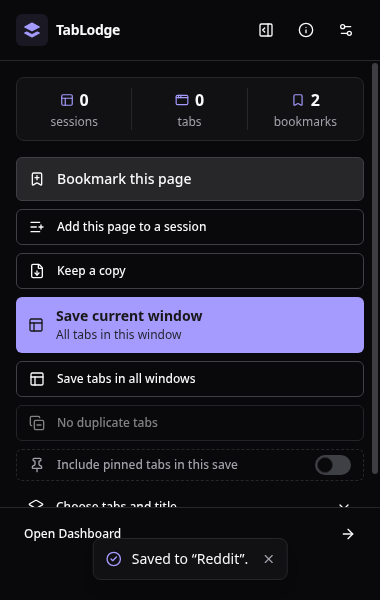 TabLodge
0
sessions
0
tabs
2
bookmarks
Bookmark this page
Add this page to a session
Keep a copy
Save current window
All tabs in this window
Save tabs in all windows
No duplicate tabs
Include pinned tabs in this save
Choose tabs and title
Open Dashboard
Saved to “Reddit”.